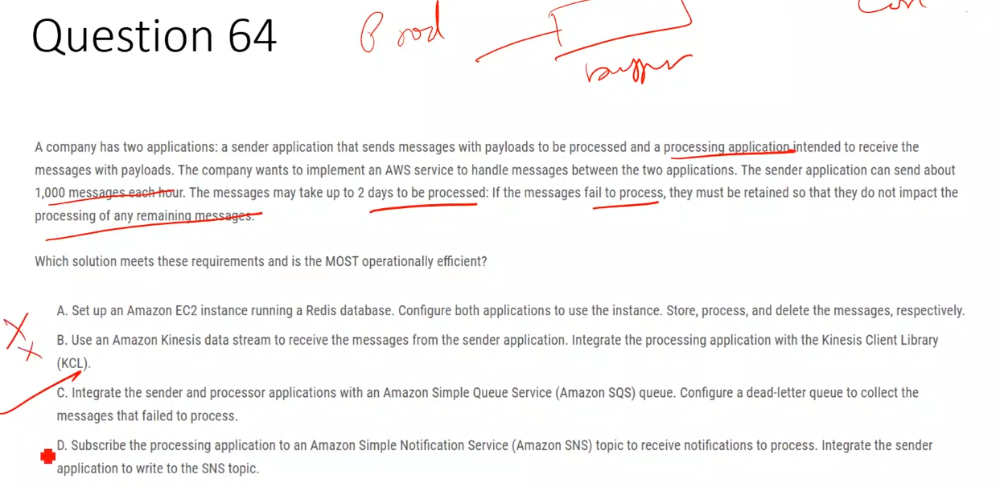 Question 64
Prod
buffer
A company has two applications: a sender application that sends messages with payloads to be processed and a processing application intended to receive the
messages with payloads. The company wants to implement an AWS service to handle messages between the two applications. The sender application can send about
1,000 messages each hour. The messages may take up to 2 days to be processed: If the messages fail to process, they must be retained so that they do not impact the
processing of any remaining messages.
Which solution meets these requirements and is the MOST operationally efficient?
A. Set up an Amazon EC2 instance running a Redis database. Configure both applications to use the instance. Store, process, and delete the messages, respectively.
B. Use an Amazon Kinesis data stream to receive the messages from the sender application. Integrate the processing application with the Kinesis Client Library
(KCL).
C. Integrate the sender and processor applications with an Amazon Simple Queue Service (Amazon SQS) queue. Configure a dead-letter queue to collect the
messages that failed to process.
D. Subscribe the processing application to an Amazon Simple Notification Service (Amazon SNS) topic to receive notifications to process. Integrate the sender
application to write to the SNS topic.